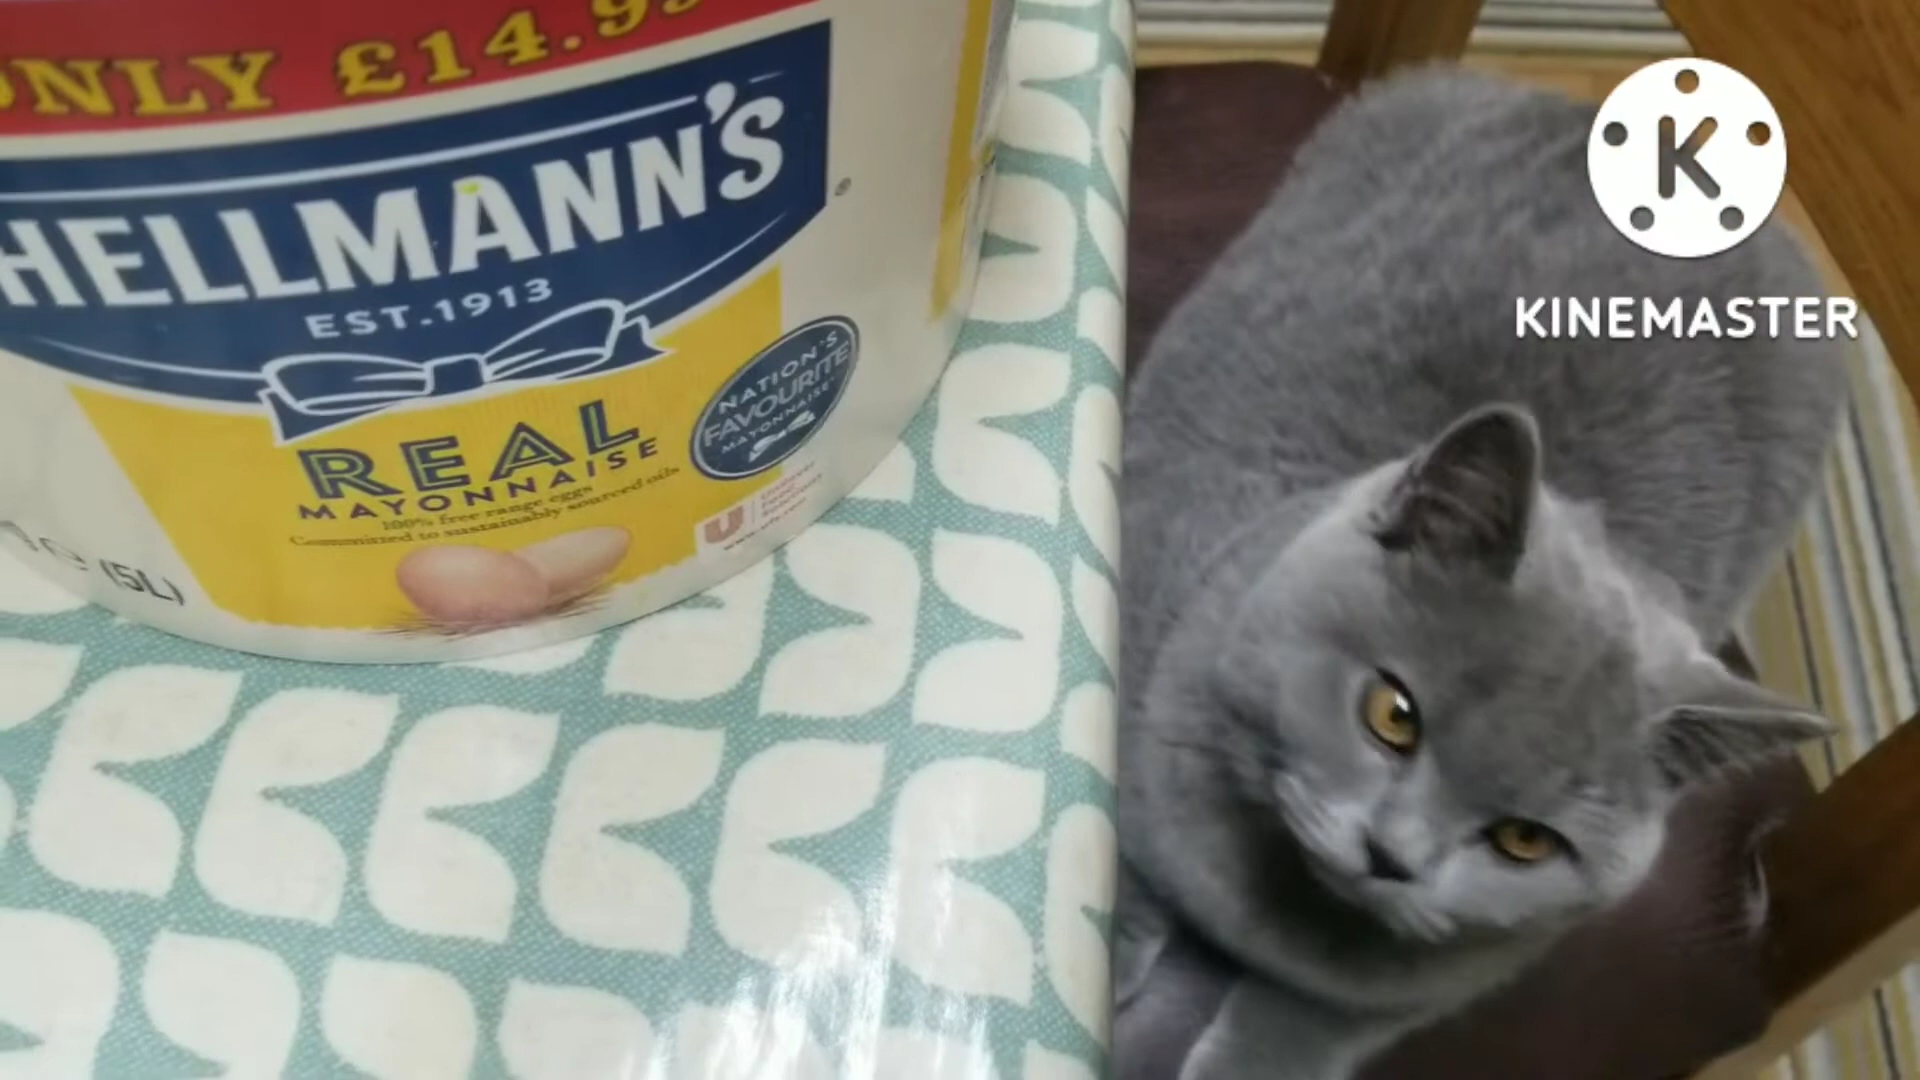 ONLY £14.99
HELLMANN'S
EST.1913
REAL
MAYONNAISE
100% free range eggs
Committed to sustainably sourced oils
NATION'S
FAVOURITE
MAYONNAISE
(5L)
K
KINEMASTER